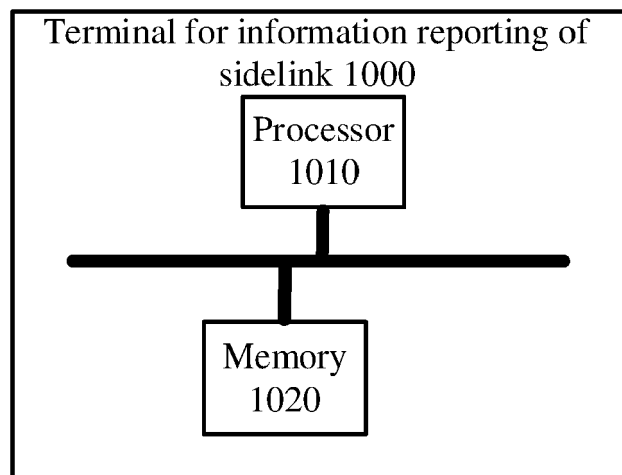 Terminal for information reporting of
sidelink 1000
Processor
1010
Memory
1020